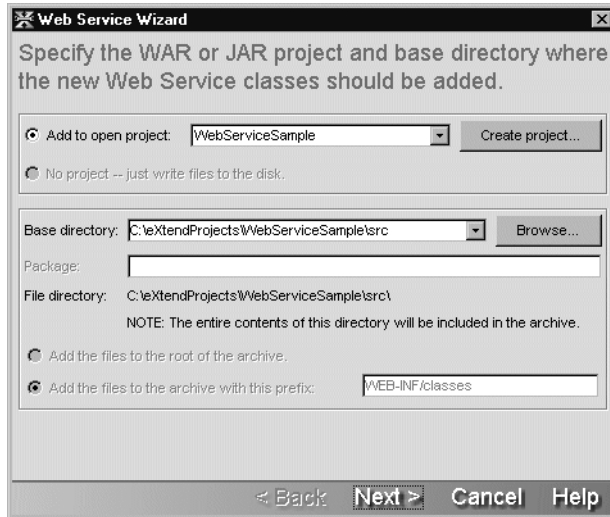 Web Service Wizard
Specify the WAR or JAR project and base directory where
the new Web Service classes should be added.
Add to open project: WebServiceSample Create project...
No project -- just write files to the disk.
Base directory: C:\eXtendProjects\WebServiceSample\src Browse...
Package:
File directory: C:\eXtendProjects\WebServiceSample\src\
NOTE: The entire contents of this directory will be included in the archive.
Add the files to the root of the archive.
Add the files to the archive with this prefix: WEB-INF/classes
< Back Next > Cancel Help